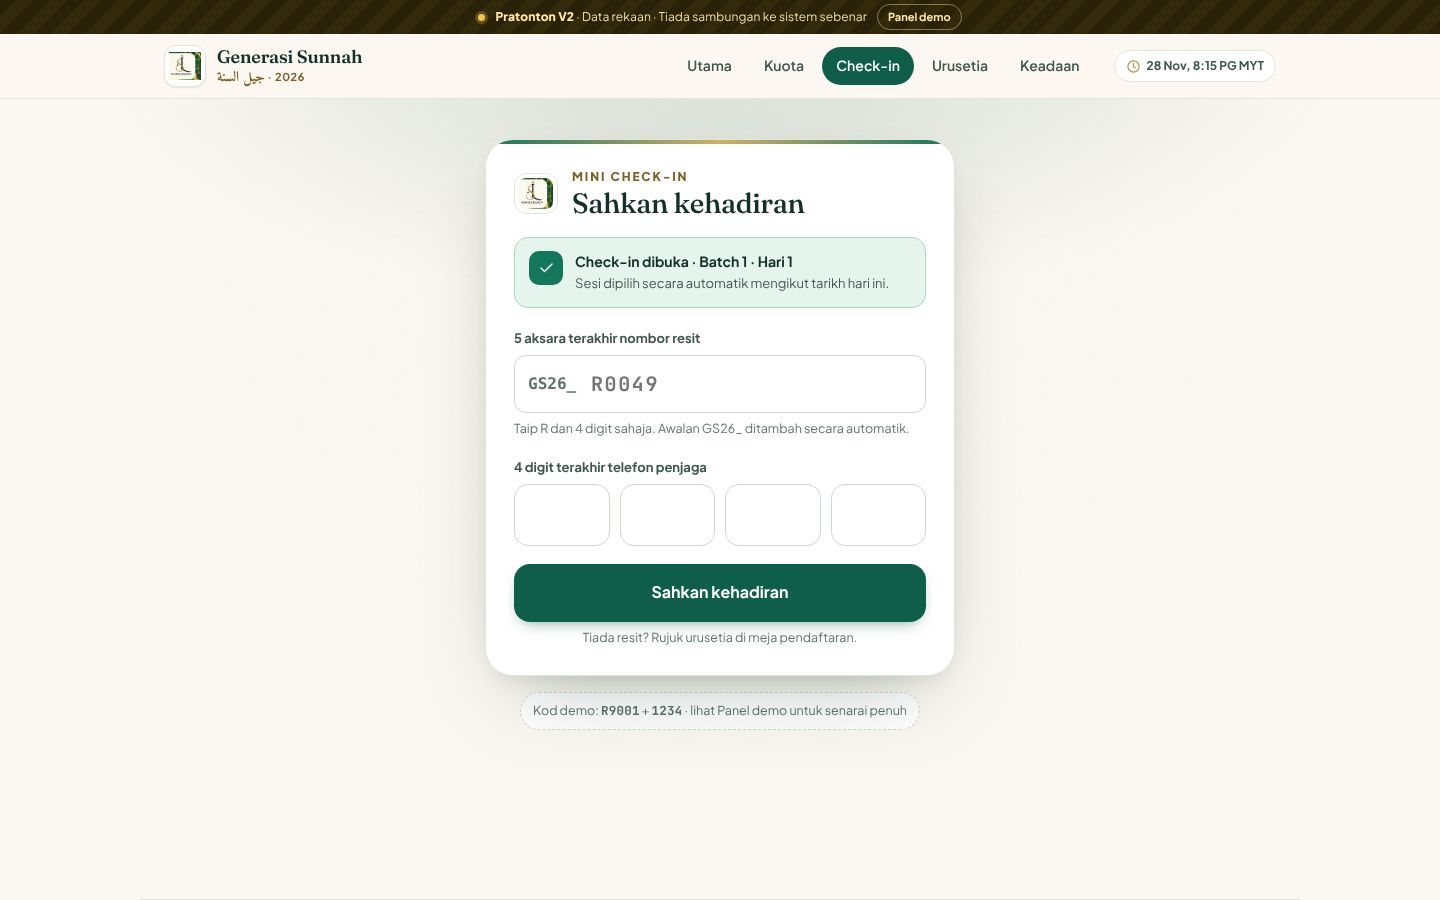 Pratonton V2 · Data rekaan · Tiada sambungan ke sistem sebenar
Panel demo
Generasi Sunnah
جيل السنة · 2026
Utama
Kuota
Check-in
Urusetia
Keadaan
28 Nov, 8:15 PG MYT
MINI CHECK-IN
Sahkan kehadiran
Check-in dibuka · Batch 1 · Hari 1
Sesi dipilih secara automatik mengikut tarikh hari ini.
5 aksara terakhir nombor resit
GS26_ R0049
Taip R dan 4 digit sahaja. Awalan GS26_ ditambah secara automatik.
4 digit terakhir telefon penjaga
Sahkan kehadiran
Tiada resit? Rujuk urusetia di meja pendaftaran.
Kod demo: R9001 + 1234 · lihat Panel demo untuk senarai penuh